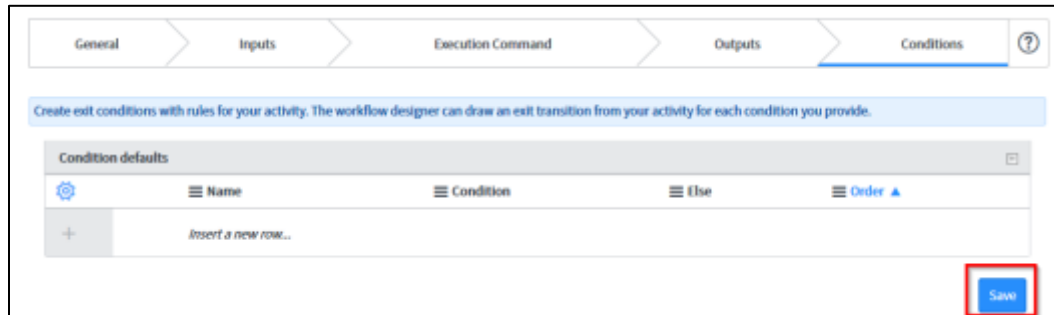 General Inputs Execution Command Outputs Conditions ?
Create exit conditions with rules for your activity. The workflow designer can draw an exit transition from your activity for each condition you provide.
Condition defaults
Name Condition Else Order ▲
+ Insert a new row...
Save